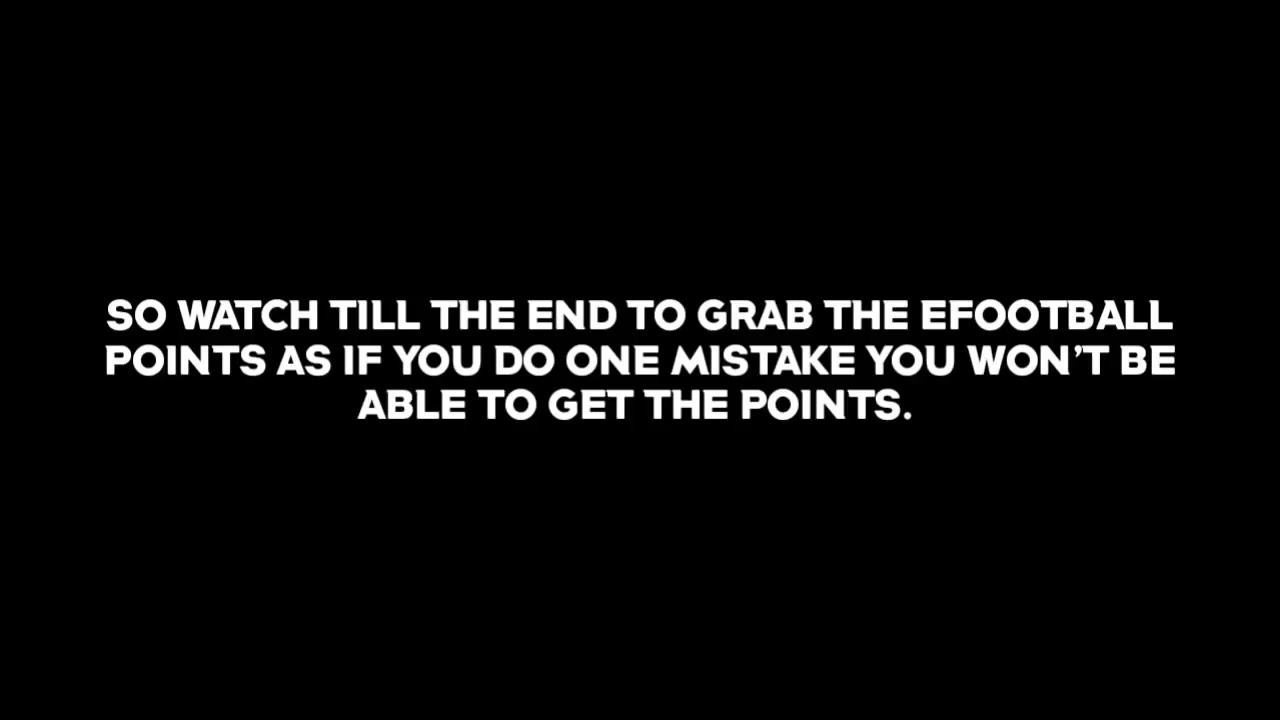 SO WATCH TILL THE END TO GRAB THE EFOOTBALL
POINTS AS IF YOU DO ONE MISTAKE YOU WON'T BE
ABLE TO GET THE POINTS.